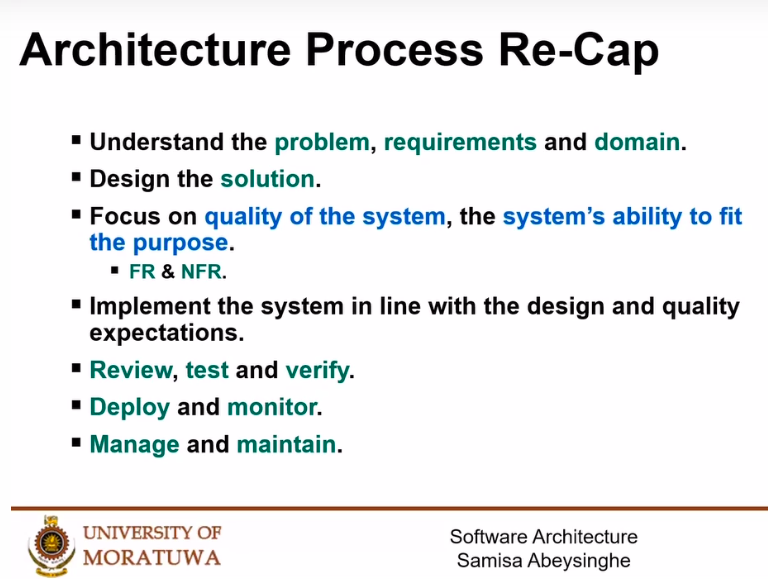 Architecture Process Re-Cap
▪ Understand the problem, requirements and domain.
▪ Design the solution.
▪ Focus on quality of the system, the system's ability to fit
the purpose.
▪ FR & NFR.
▪ Implement the system in line with the design and quality
expectations.
▪ Review, test and verify.
▪ Deploy and monitor.
▪ Manage and maintain.
UNIVERSITY OF
MORATUWA
Software Architecture
Samisa Abeysinghe